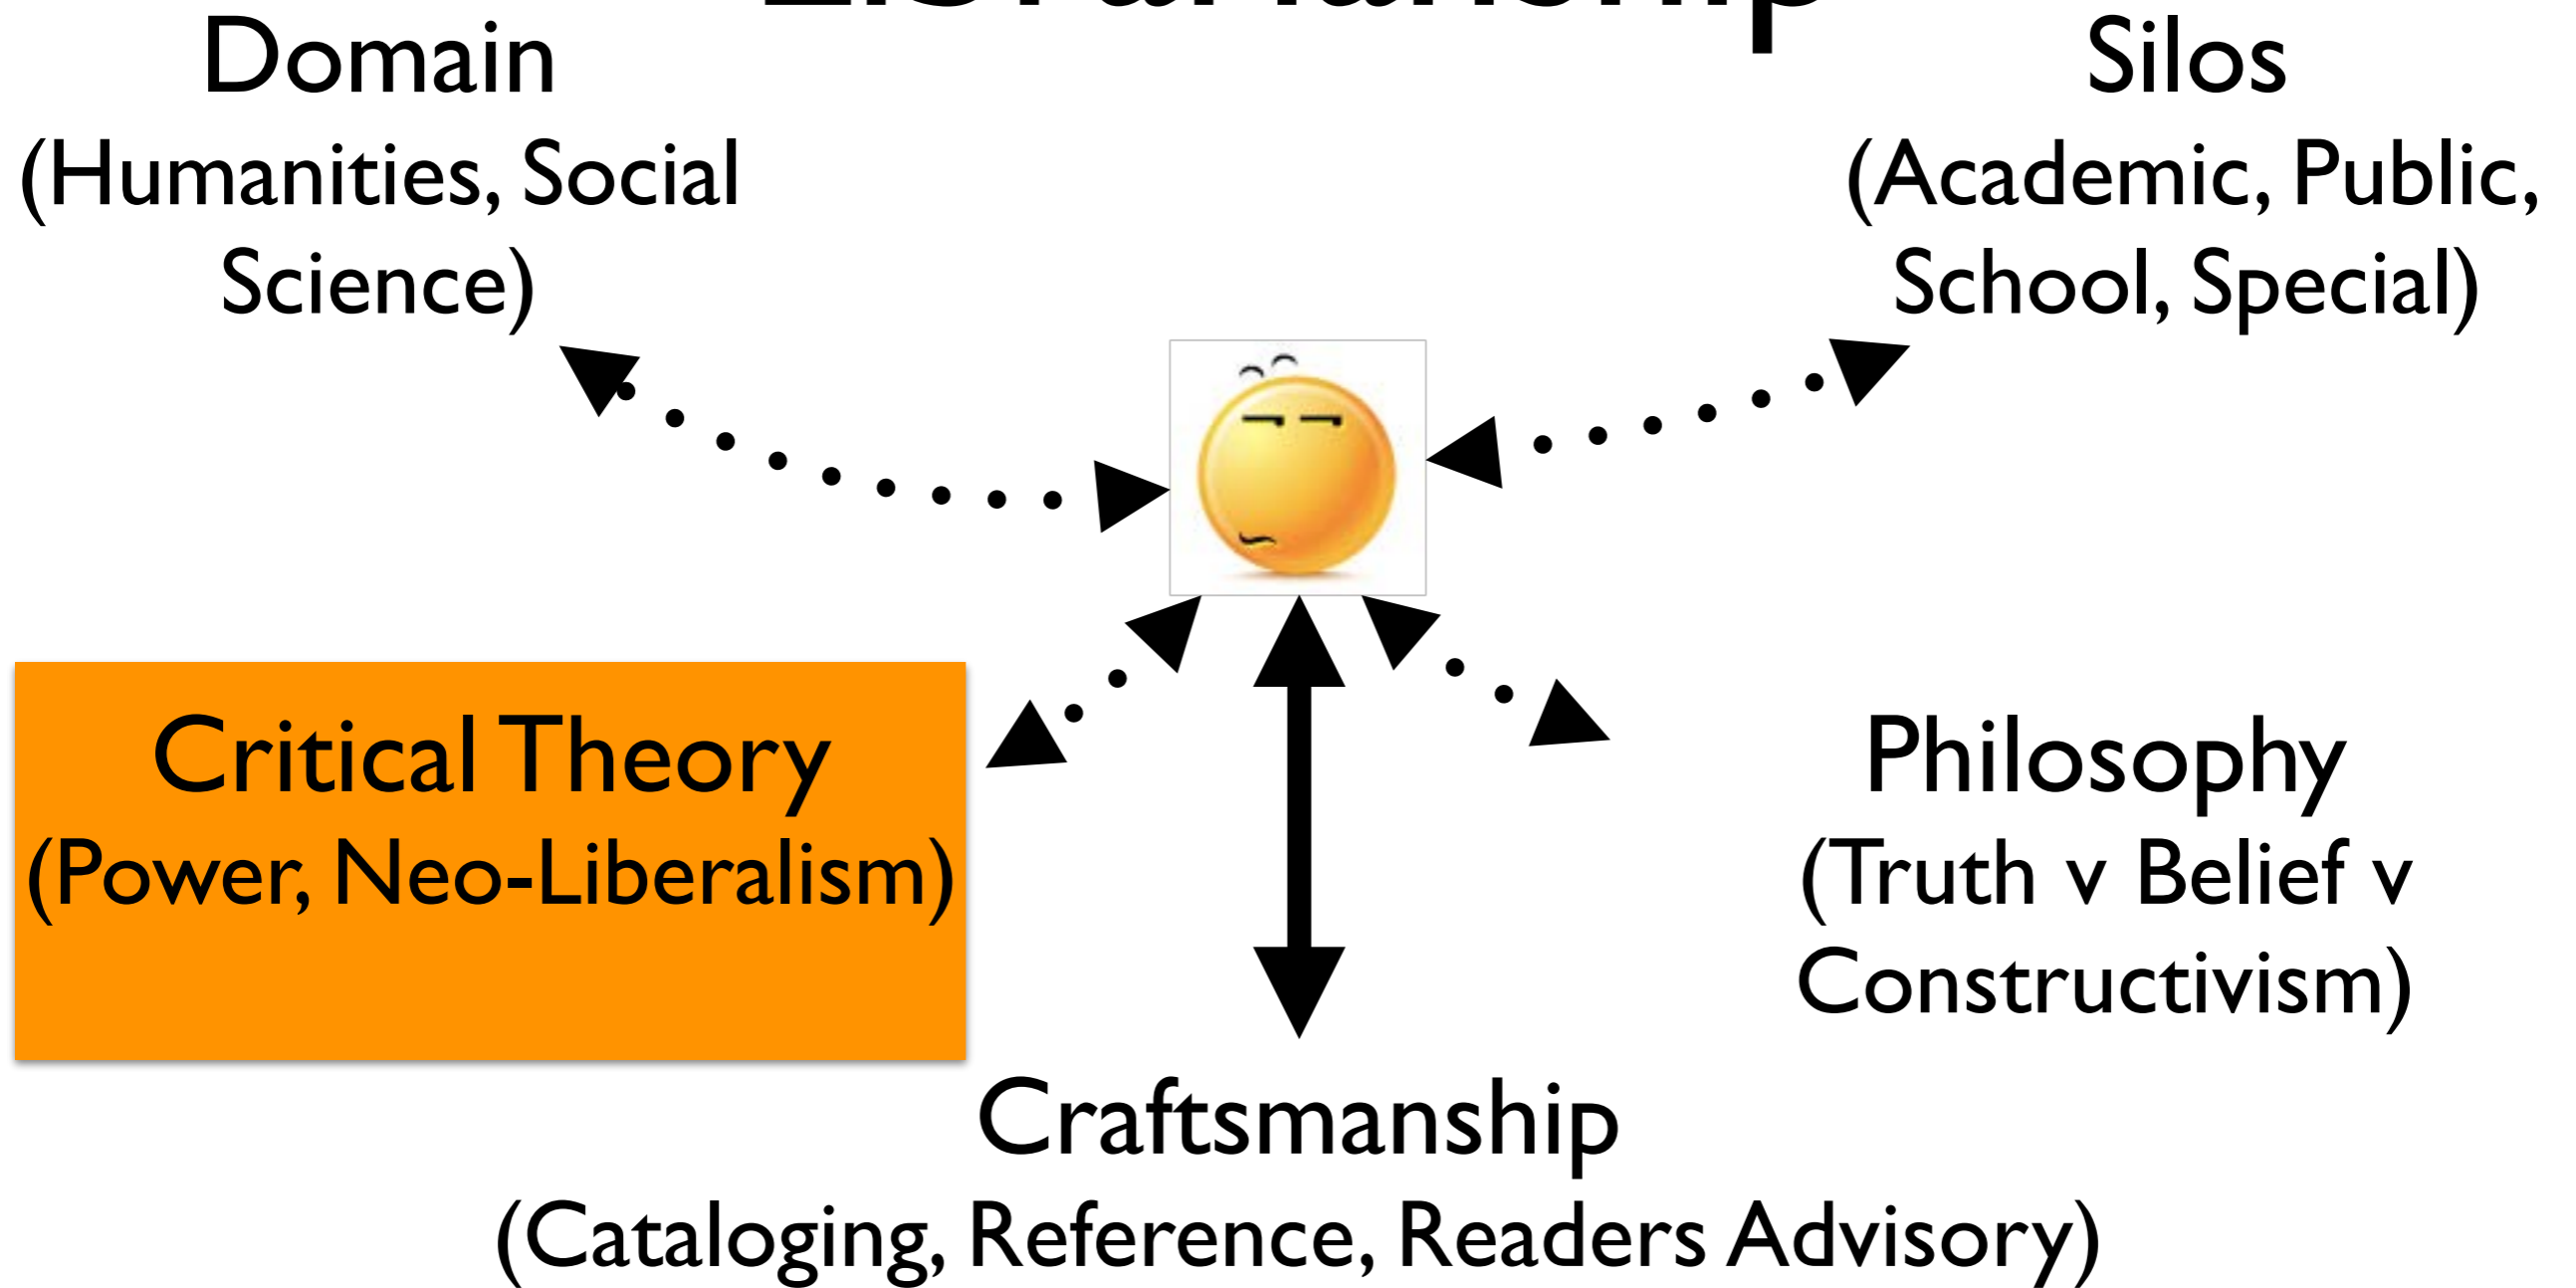 Domain
(Humanities, Social
Science)
Silos
(Academic, Public,
School, Special)
Critical Theory
(Power, Neo-Liberalism)
Philosophy
(Truth v Belief v
Constructivism)
Craftsmanship
(Cataloging, Reference, Readers Advisory)